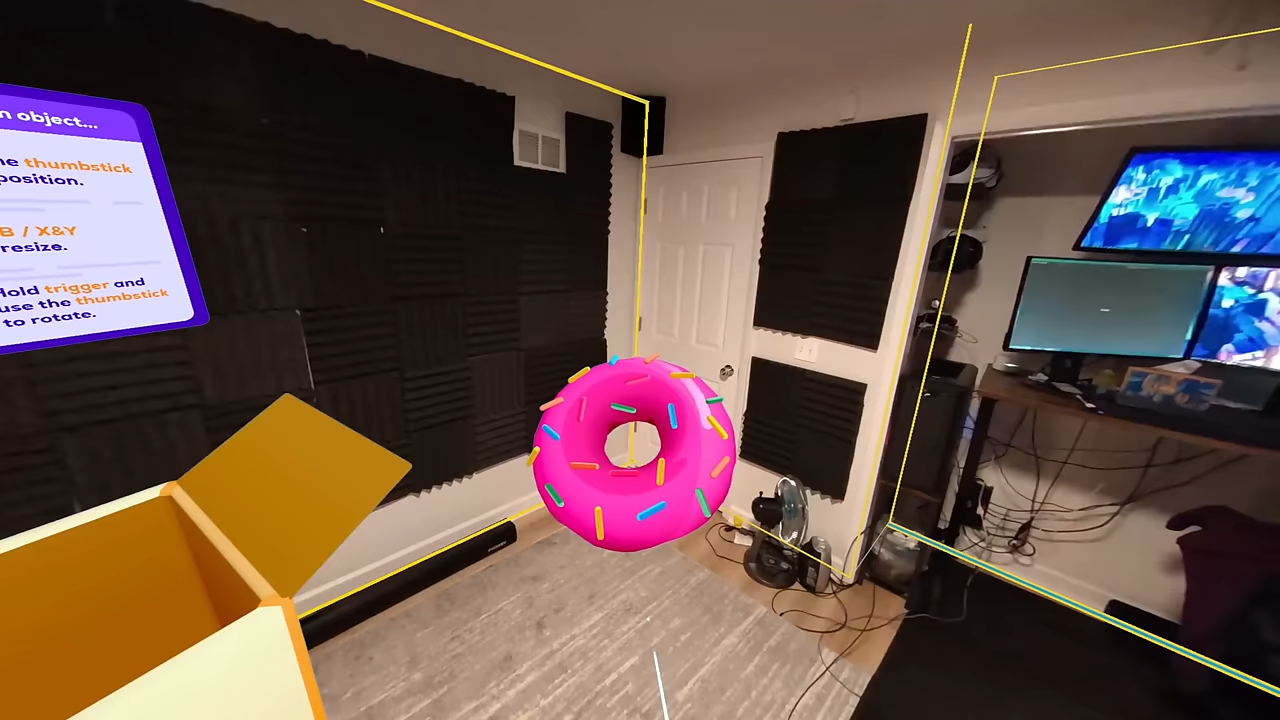 n object...
he thumbstick
position.
B / X&Y
resize.
Hold trigger and
use the thumbstick
to rotate.